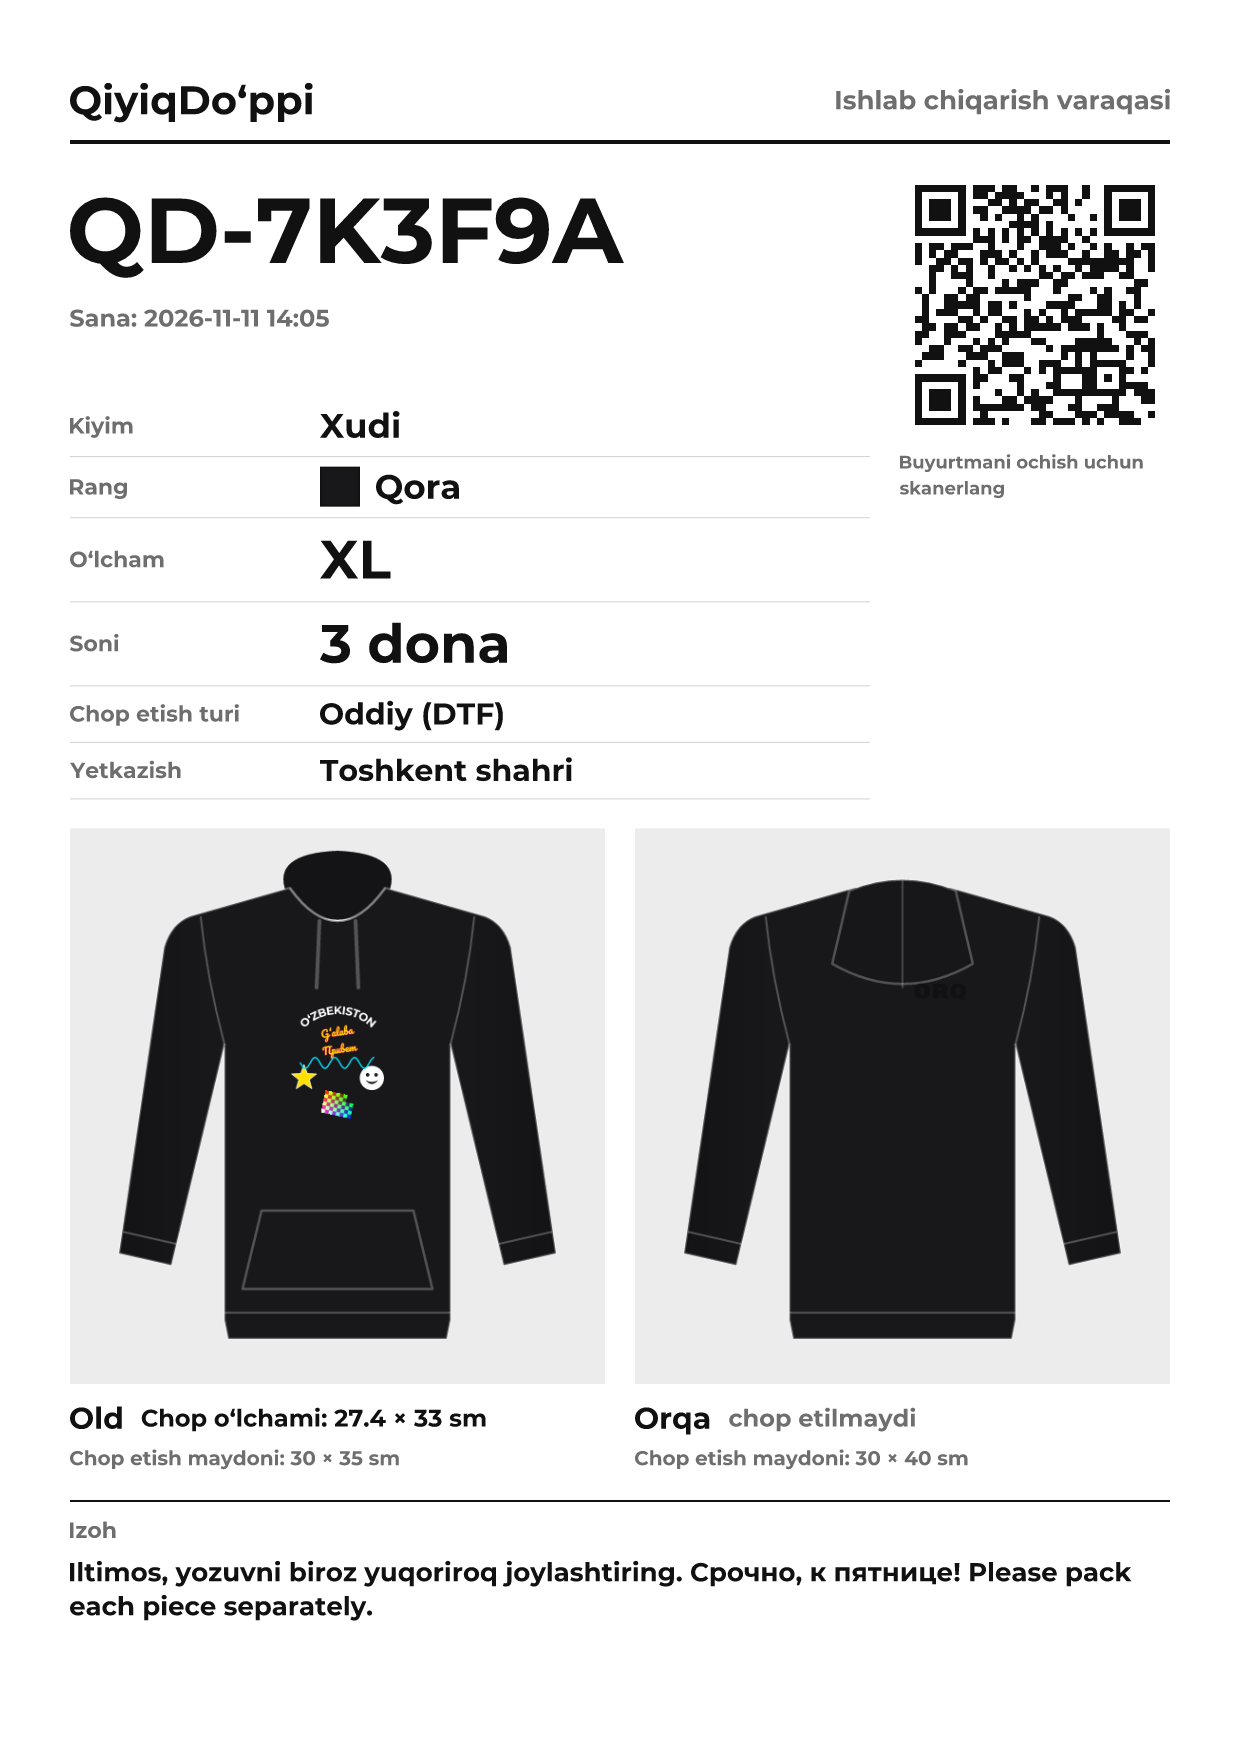 QiyiqDo‘ppi
Ishlab chiqarish varaqasi
QD-7K3F9A
Sana: 2026-11-11 14:05
Buyurtmani ochish uchun
skanerlang
Kiyim Xudi
Rang Qora
O‘lcham XL
Soni 3 dona
Chop etish turi Oddiy (DTF)
Yetkazish Toshkent shahri
O‘ZBEKISTON
G‘alaba
Привет
ORQ
Old Chop o‘lchami: 27.4 × 33 sm
Chop etish maydoni: 30 × 35 sm
Orqa chop etilmaydi
Chop etish maydoni: 30 × 40 sm
Izoh
Iltimos, yozuvni biroz yuqoriroq joylashtiring. Срочно, к пятнице! Please pack
each piece separately.